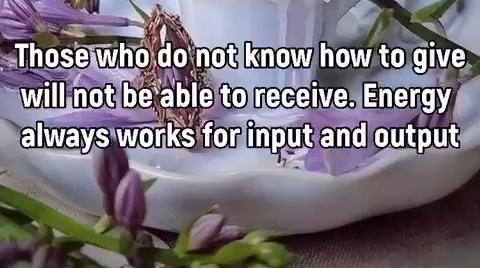 Those who do not know how to give
will not be able to receive. Energy
always works for input and output